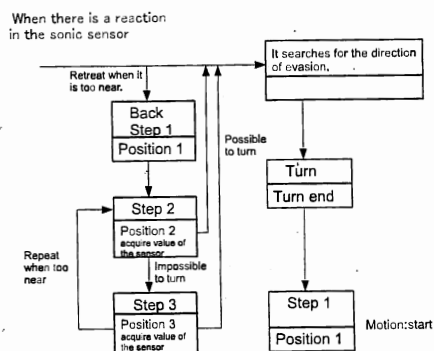 When there is a reaction
in the sonic sensor
It searches for the direction
of evasion,
Retreat when it
is too near.
Back
Step 1
Position 1
Possible
to turn
Turn
Turn end
Step 2
Position 2
acquire value of
the sensor
Repeat
when too
near
Impossible
to turn
Step 3
Position 3
acquire value of
the sensor
Step 1
Position 1
Motion:start